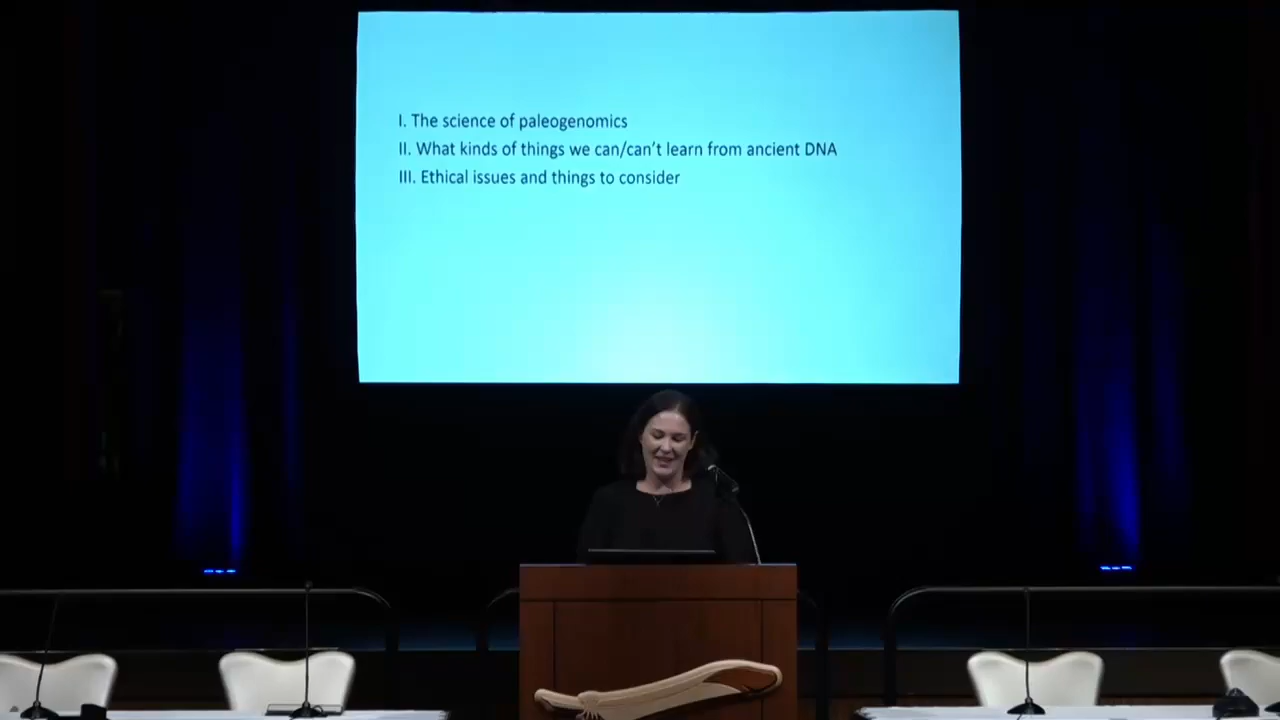 I. The science of paleogenomics
II. What kinds of things we can/can't learn from ancient DNA
III. Ethical issues and things to consider